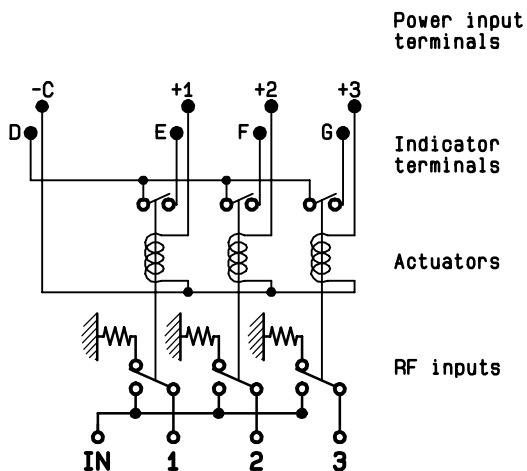 Power input
terminals
-C +1 +2 +3
D E F G
Indicator
terminals
Actuators
RF inputs
IN 1 2 3